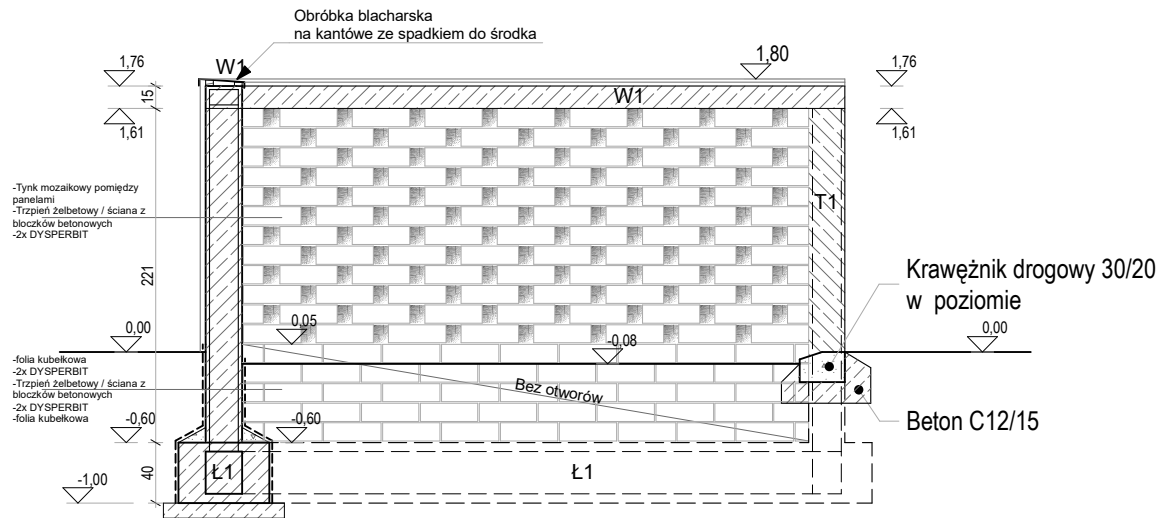 Obróbka blacharska
na kantówe ze spadkiem do środka
1,76
W1
1,80
1,76
15
W1
1,61
1,61
-Tynk mozaikowy pomiędzy
panelami
-Trzpień żelbetowy / ściana z
bloczków betonowych
-2x DYSPERBIT
T1
221
Krawężnik drogowy 30/20
w poziomie
0,00
0,05
-0,08
0,00
-folia kubełkowa
-2x DYSPERBIT
-Trzpień żelbetowy / ściana z
bloczków betonowych
-2x DYSPERBIT
-folia kubełkowa
Bez otworów
Beton C12/15
-0,60
-0,60
40
Ł1
Ł1
-1,00